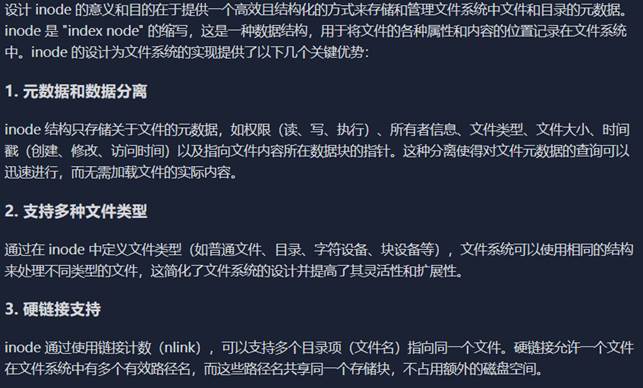 设计 inode 的意义和目的在于提供一个高效且结构化的方式来存储和管理文件系统中文件和目录的元数据。
inode 是 "index node" 的缩写，这是一种数据结构，用于将文件的各种属性和内容的位置记录在文件系统
中。inode 的设计为文件系统的实现提供了以下几个关键优势：
1. 元数据和数据分离
inode 结构只存储关于文件的元数据，如权限（读、写、执行）、所有者信息、文件类型、文件大小、时间
戳（创建、修改、访问时间）以及指向文件内容所在数据块的指针。这种分离使得对文件元数据的查询可以
迅速进行，而无需加载文件的实际内容。
2. 支持多种文件类型
通过在 inode 中定义文件类型（如普通文件、目录、字符设备、块设备等），文件系统可以使用相同的结构
来处理不同类型的文件，这简化了文件系统的设计并提高了其灵活性和扩展性。
3. 硬链接支持
inode 通过使用链接计数（nlink），可以支持多个目录项（文件名）指向同一个文件。硬链接允许一个文件
在文件系统中有多个有效路径名，而这些路径名共享同一个存储块，不占用额外的磁盘空间。